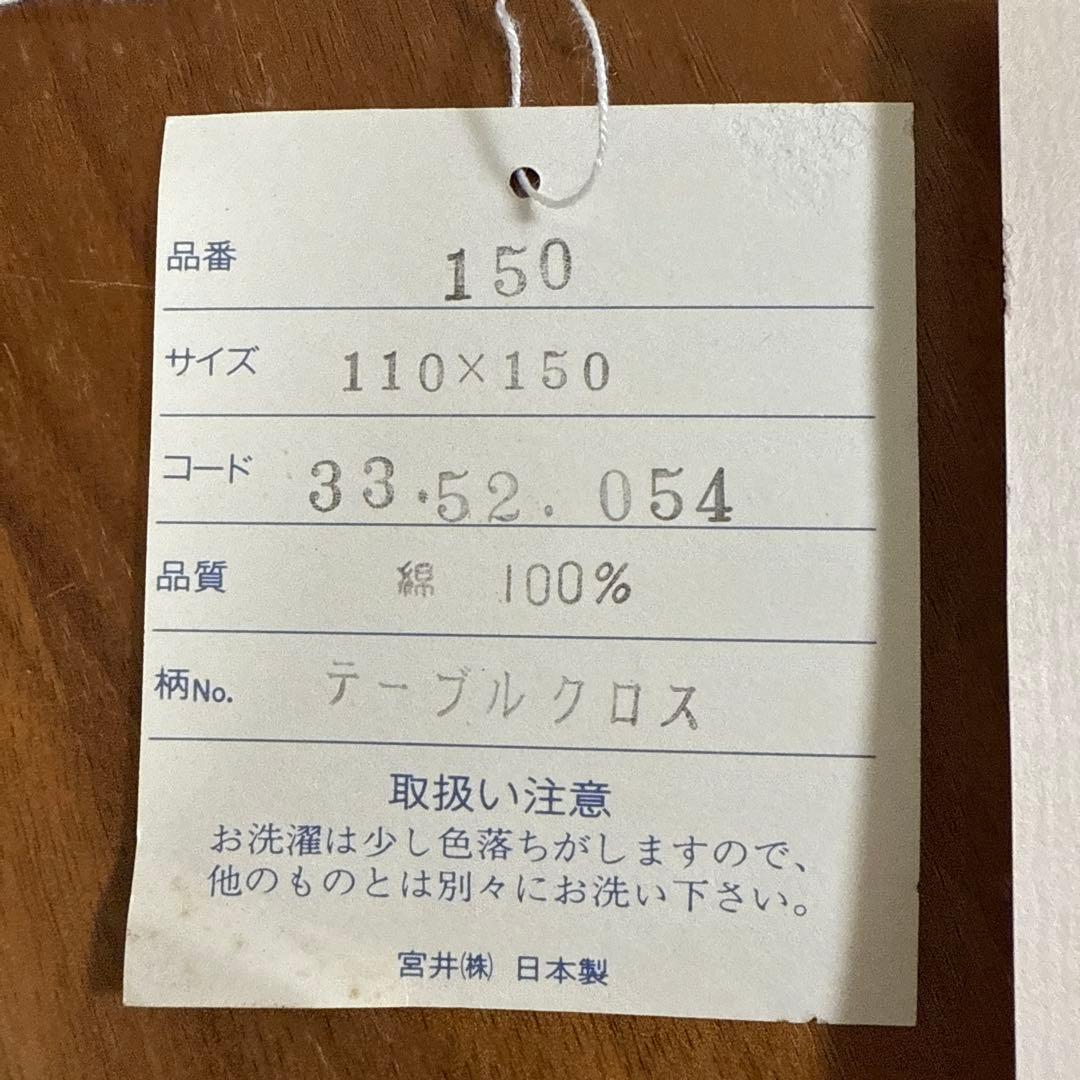 品番 150
サイズ 110×150
コード 33.52.054
品質 綿 100%
柄No. テーブルクロス
取扱い注意
お洗濯は少し色落ちがしますので、
他のものとは別々にお洗い下さい。
宮井㈱ 日本製